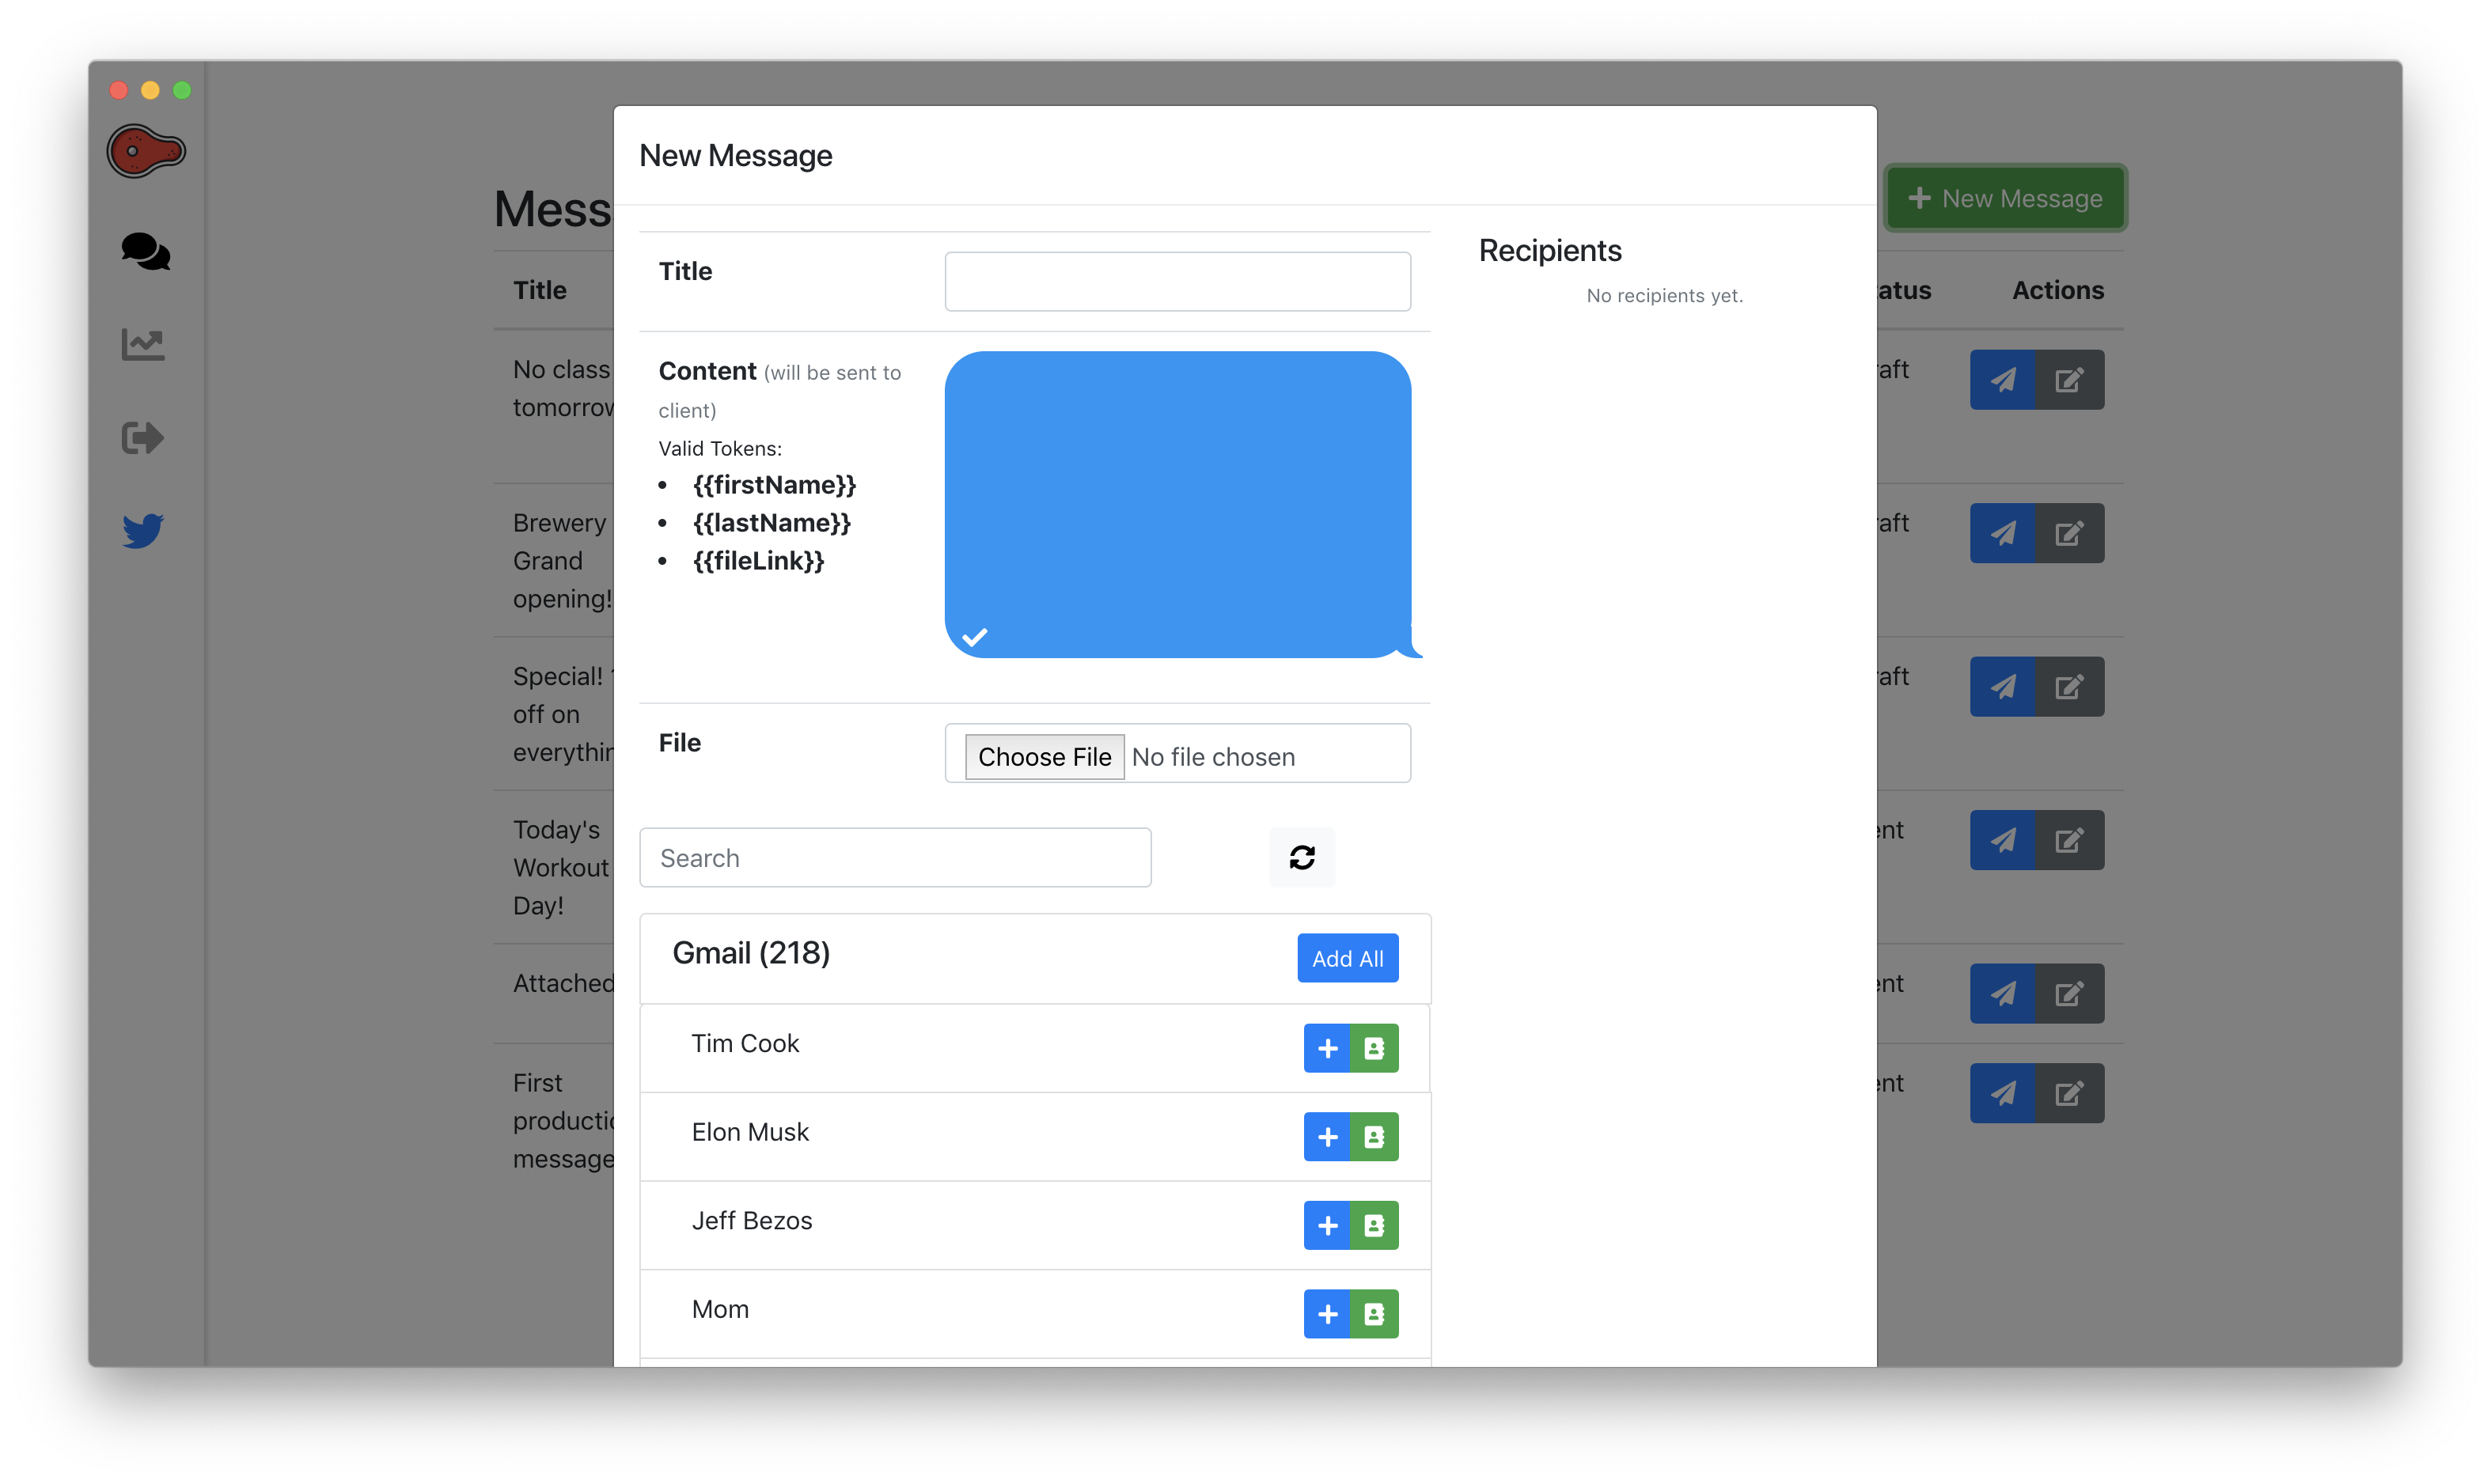 New Message
Mess
New Message
Title
Recipients
No recipients yet.
Title
atus
Actions
Content (will be sent to
client)
Valid Tokens:
• {{firstName}}
• {{lastName}}
• {{fileLink}}
No class
tomorrow
aft
Brewery
Grand
opening!
aft
Special!
off on
everythin
aft
File
Choose File
No file chosen
Search
Today's
Workout
Day!
ent
Gmail (218)
Add All
Attached
ent
Tim Cook
Elon Musk
Jeff Bezos
Mom
First
productio
message
ent